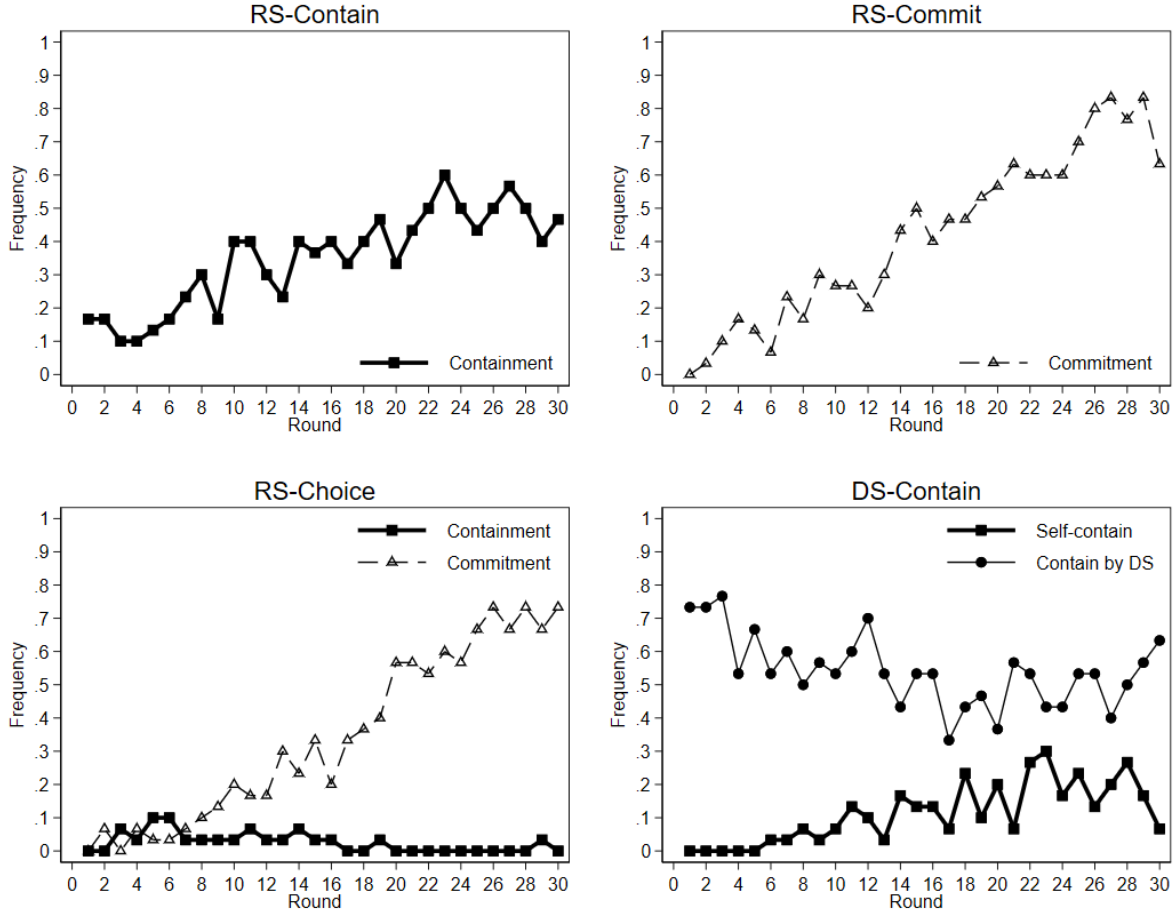 RS-Contain
1
.9
.8
.7
.6
.5
.4
.3
.2
.1
0
Frequency
Containment
0 2 4 6 8 10 12 14 16 18 20 22 24 26 28 30
Round
RS-Commit
1
.9
.8
.7
.6
.5
.4
.3
.2
.1
0
Frequency
Commitment
0 2 4 6 8 10 12 14 16 18 20 22 24 26 28 30
Round
RS-Choice
Containment
Commitment
1
.9
.8
.7
.6
.5
.4
.3
.2
.1
0
Frequency
0 2 4 6 8 10 12 14 16 18 20 22 24 26 28 30
Round
DS-Contain
Self-contain
Contain by DS
1
.9
.8
.7
.6
.5
.4
.3
.2
.1
0
Frequency
0 2 4 6 8 10 12 14 16 18 20 22 24 26 28 30
Round